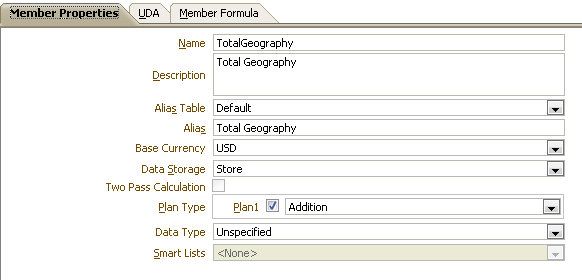 Member Properties UDA Member Formula
Name TotalGeography
Description Total Geography
Alias Table Default
Alias Total Geography
Base Currency USD
Data Storage Store
Two Pass Calculation
Plan Type Plan1 Addition
Data Type Unspecified
Smart Lists <None>